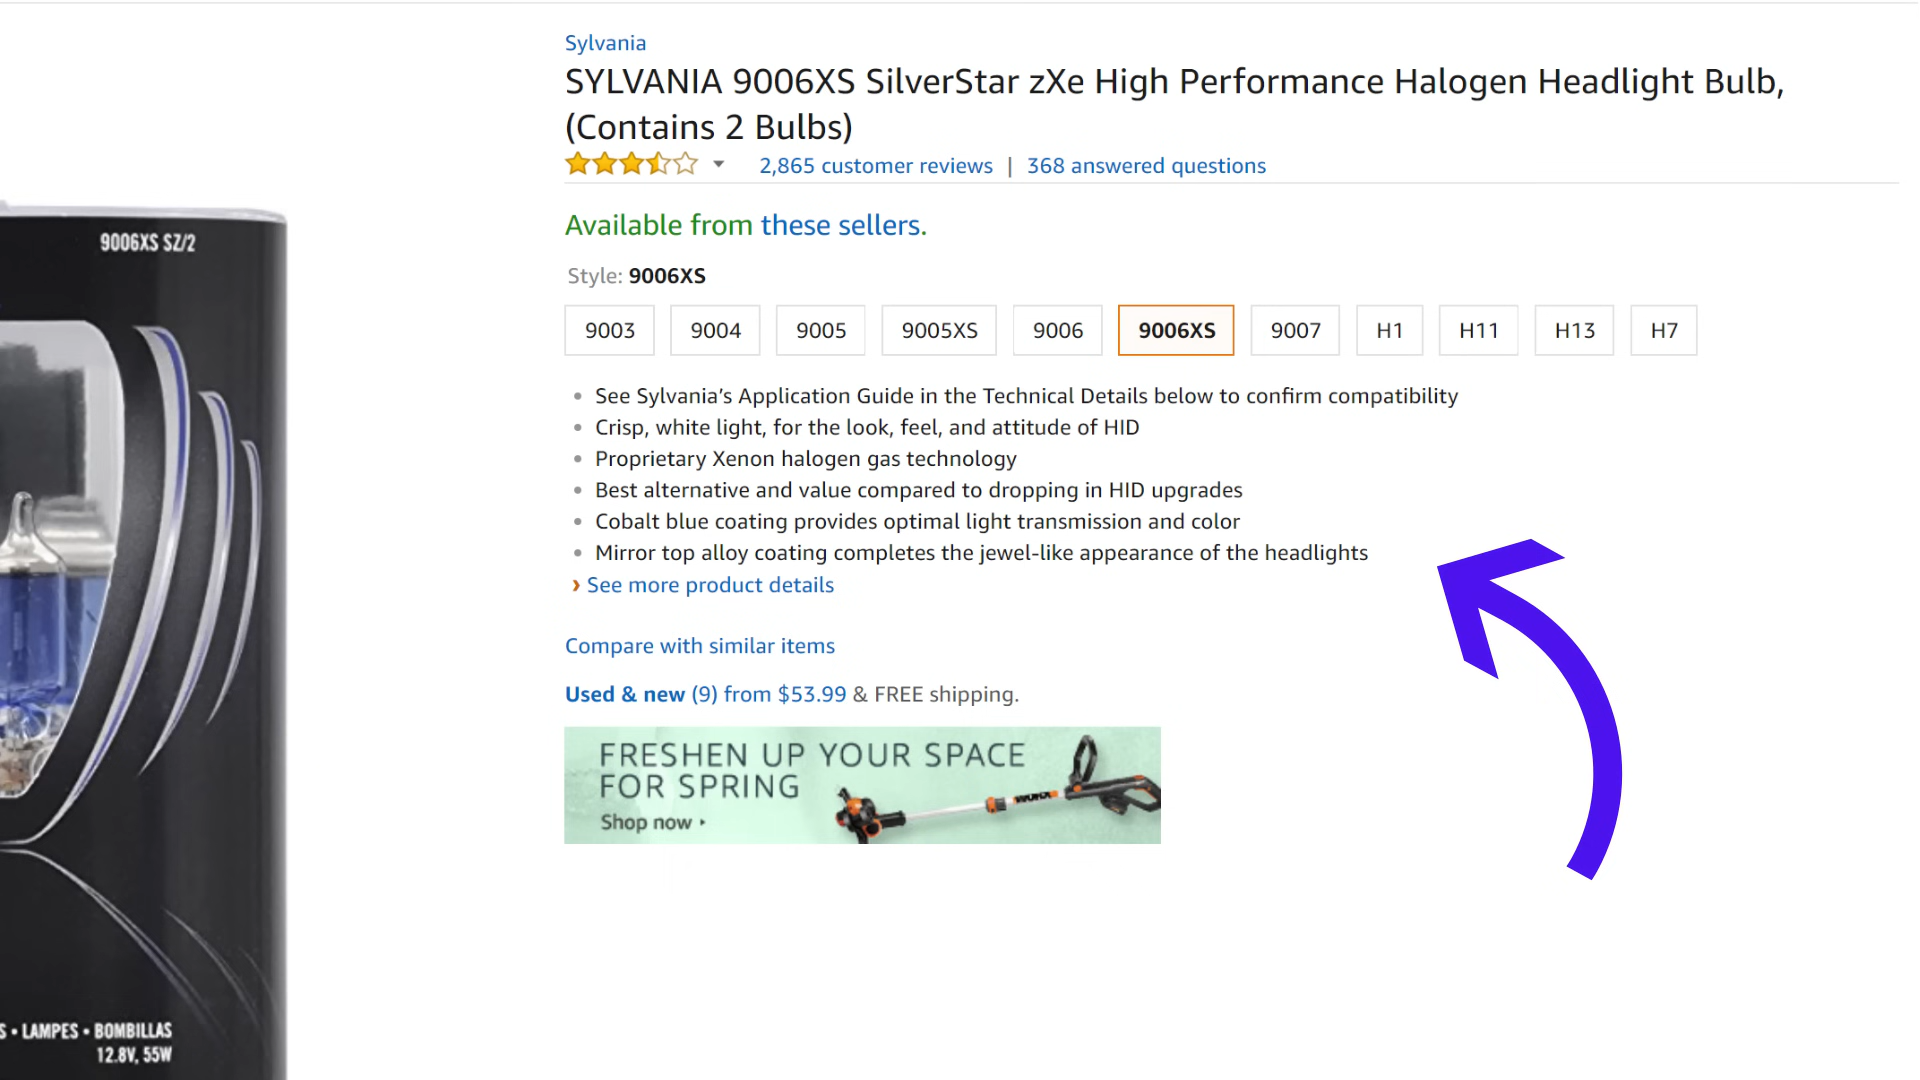 Sylvania
SYLVANIA 9006XS SilverStar zXe High Performance Halogen Headlight Bulb,
(Contains 2 Bulbs)
2,865 customer reviews | 368 answered questions
Available from these sellers.
Style: 9006XS
9003 9004 9005 9005XS 9006 9006XS 9007 H1 H11 H13 H7
• See Sylvania’s Application Guide in the Technical Details below to confirm compatibility
• Crisp, white light, for the look, feel, and attitude of HID
• Proprietary Xenon halogen gas technology
• Best alternative and value compared to dropping in HID upgrades
• Cobalt blue coating provides optimal light transmission and color
• Mirror top alloy coating completes the jewel-like appearance of the headlights
› See more product details
Compare with similar items
Used & new (9) from $53.99 & FREE shipping.
FRESHEN UP YOUR SPACE
FOR SPRING
Shop now
WORX
9006XS SZ/2
S • LAMPES • BOMBILLAS
12.8V, 55W